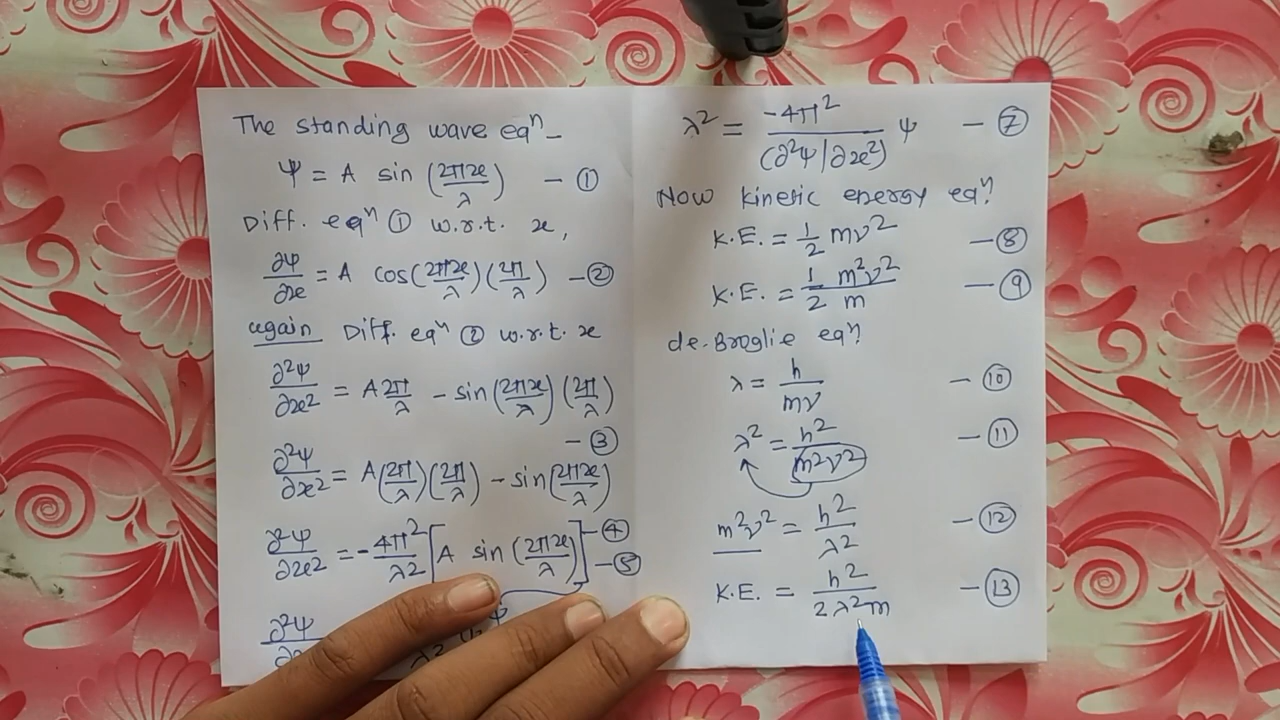 The standing wave eqⁿ –
Ψ = A sin (2πx/λ) – ①
Diff. eqⁿ ① w.r.t. x,
∂Ψ/∂x = A cos(2πx/λ)(2π/λ) – ②
again Diff. eqⁿ ② w.r.t. x
∂²Ψ/∂x² = A 2π/λ – sin(2πx/λ)(2π/λ)
– ③
∂²Ψ/∂x² = A(2π/λ)(2π/λ) – sin(2πx/λ)
– ④
∂²Ψ/∂x² = -4π²/λ² [A sin (2πx/λ)]
– ⑤
∂²Ψ
λ² = -4π²/(∂²Ψ/∂x²) Ψ – ⑦
Now kinetic energy eqⁿ.
K.E. = 1/2 mv² – ⑧
K.E. = 1/2 m²v²/m – ⑨
de-Broglie eqⁿ.
λ = h/mv – ⑩
λ² = h²/m²v² – ⑪
m²v² = h²/λ² – ⑫
K.E. = h²/2λ²m – ⑬